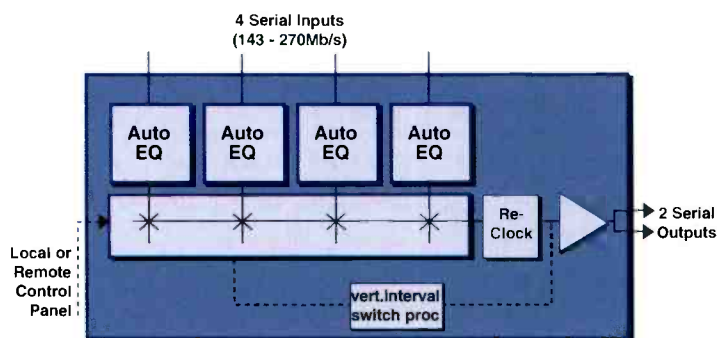 4 Serial Inputs
(143 - 270Mb/s)
Auto
EQ
Auto
EQ
Auto
EQ
Auto
EQ
Re-
Clock
2 Serial
Outputs
Local or
Remote
Control
Panel
vert.interval
switch proc